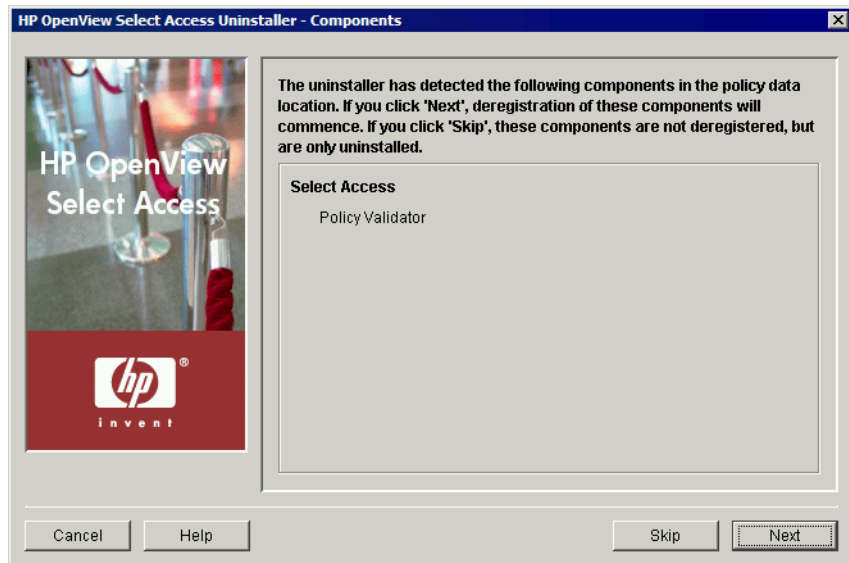 HP OpenView Select Access Uninstaller - Components
HP OpenView
Select Access
hp
®
invent
The uninstaller has detected the following components in the policy data
location. If you click 'Next', deregistration of these components will
commence. If you click 'Skip', these components are not deregistered, but
are only uninstalled.
Select Access
Policy Validator
Cancel
Help
Skip
Next